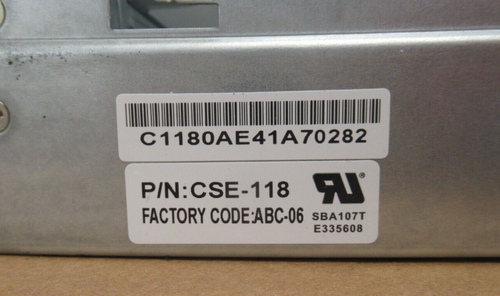 C1180AE41A70282
P/N:CSE-118
FACTORY CODE:ABC-06
SBA107T
E335608